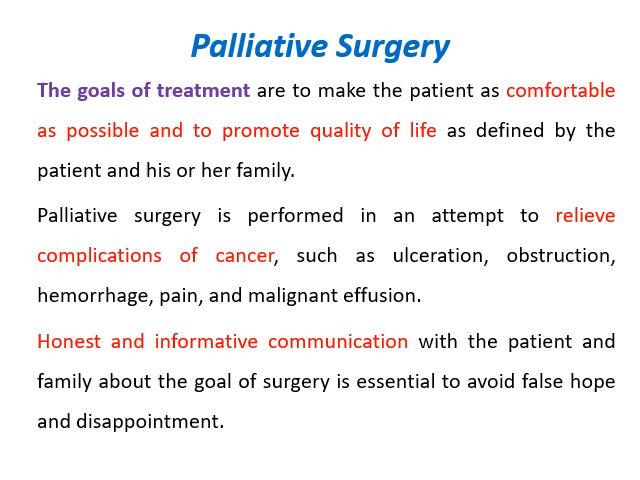 Palliative Surgery
The goals of treatment are to make the patient as comfortable
as possible and to promote quality of life as defined by the
patient and his or her family.
Palliative surgery is performed in an attempt to relieve
complications of cancer, such as ulceration, obstruction,
hemorrhage, pain, and malignant effusion.
Honest and informative communication with the patient and
family about the goal of surgery is essential to avoid false hope
and disappointment.